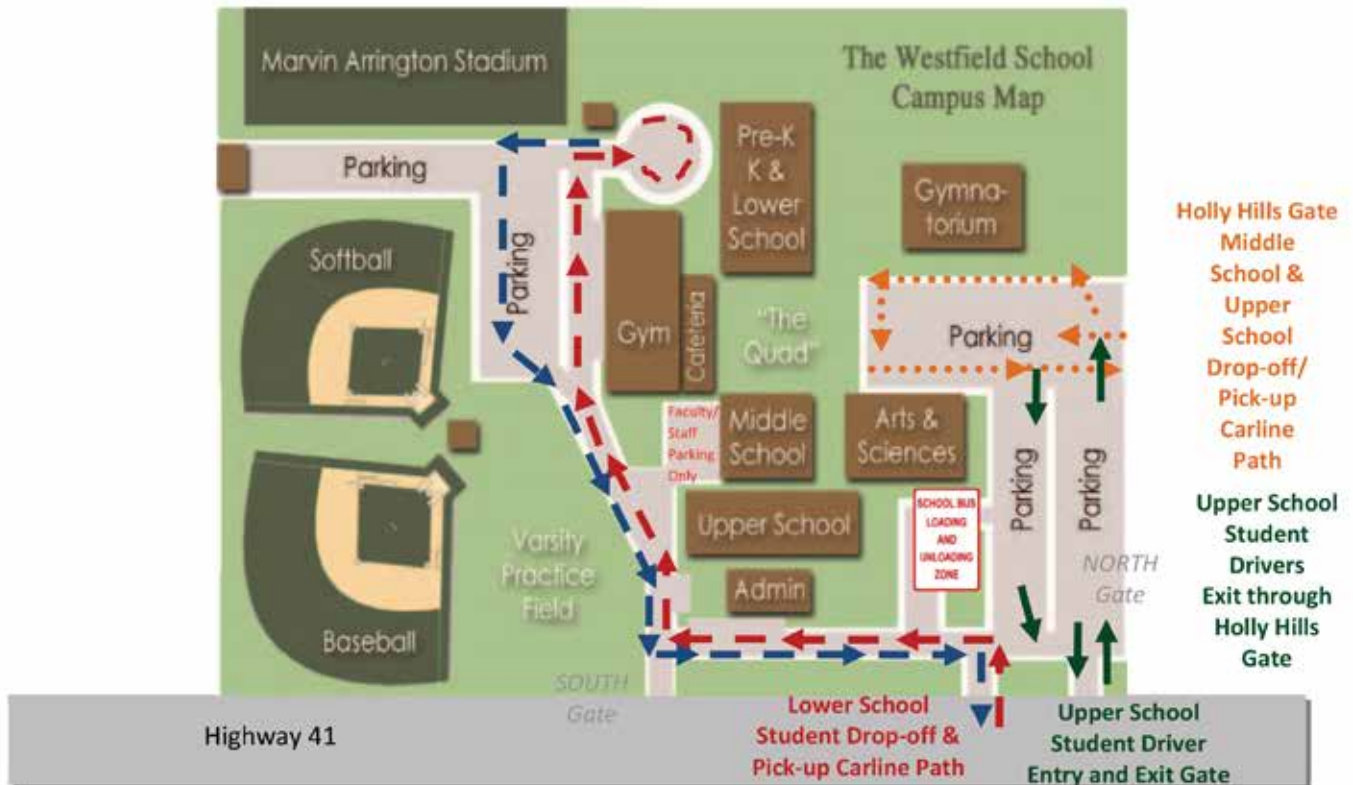 Marvin Arrington Stadium
The Westfield School
Campus Map
Parking
Pre-K
K &
Lower
School
Gymna-
torium
Holly Hills Gate
Middle
School &
Upper
School
Drop-off/
Pick-up
Carline
Path
Softball
Parking
Gym
Cafeteria
"The
Quad"
Parking
Faculty/
Staff
Parking
Only
Middle
School
Arts &
Sciences
Parking
Parking
Upper School
SCHOOL BUS
LOADING
AND
UNLOADING
ZONE
Upper School
Student
Drivers
Exit through
Holly Hills
Gate
Varsity
Practice
Field
Admin
NORTH
Gate
Baseball
SOUTH
Gate
Highway 41
Lower School
Student Drop-off &
Pick-up Carline Path
Upper School
Student Driver
Entry and Exit Gate